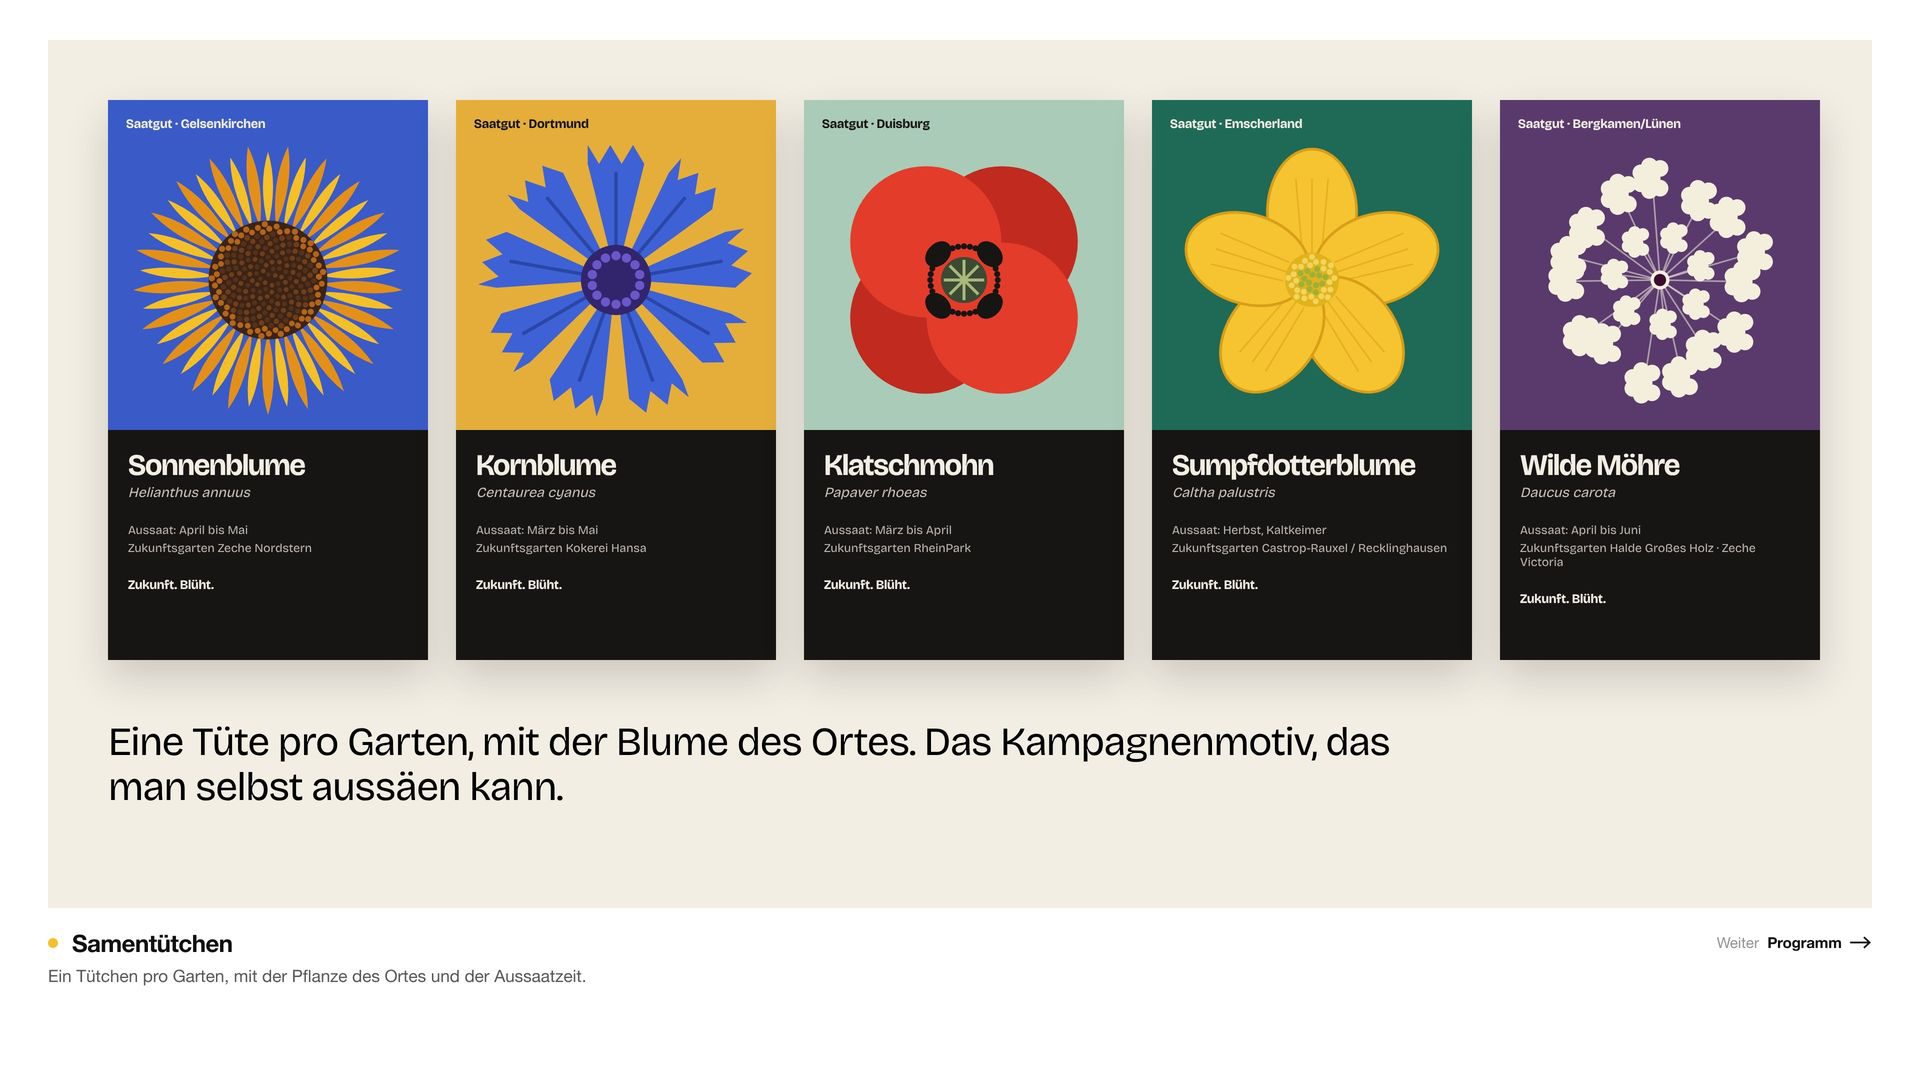 Saatgut · Gelsenkirchen
Sonnenblume
Helianthus annuus
Aussaat: April bis Mai
Zukunftsgarten Zeche Nordstern
Zukunft. Blüht.
Saatgut · Dortmund
Kornblume
Centaurea cyanus
Aussaat: März bis Mai
Zukunftsgarten Kokerei Hansa
Zukunft. Blüht.
Saatgut · Duisburg
Klatschmohn
Papaver rhoeas
Aussaat: März bis April
Zukunftsgarten RheinPark
Zukunft. Blüht.
Saatgut · Emscherland
Sumpfdotterblume
Caltha palustris
Aussaat: Herbst, Kaltkeimer
Zukunftsgarten Castrop-Rauxel / Recklinghausen
Zukunft. Blüht.
Saatgut · Bergkamen/Lünen
Wilde Möhre
Daucus carota
Aussaat: April bis Juni
Zukunftsgarten Halde Großes Holz · Zeche
Victoria
Zukunft. Blüht.
Eine Tüte pro Garten, mit der Blume des Ortes. Das Kampagnenmotiv, das
man selbst aussäen kann.
Samentütchen
Ein Tütchen pro Garten, mit der Pflanze des Ortes und der Aussaatzeit.
Weiter Programm →